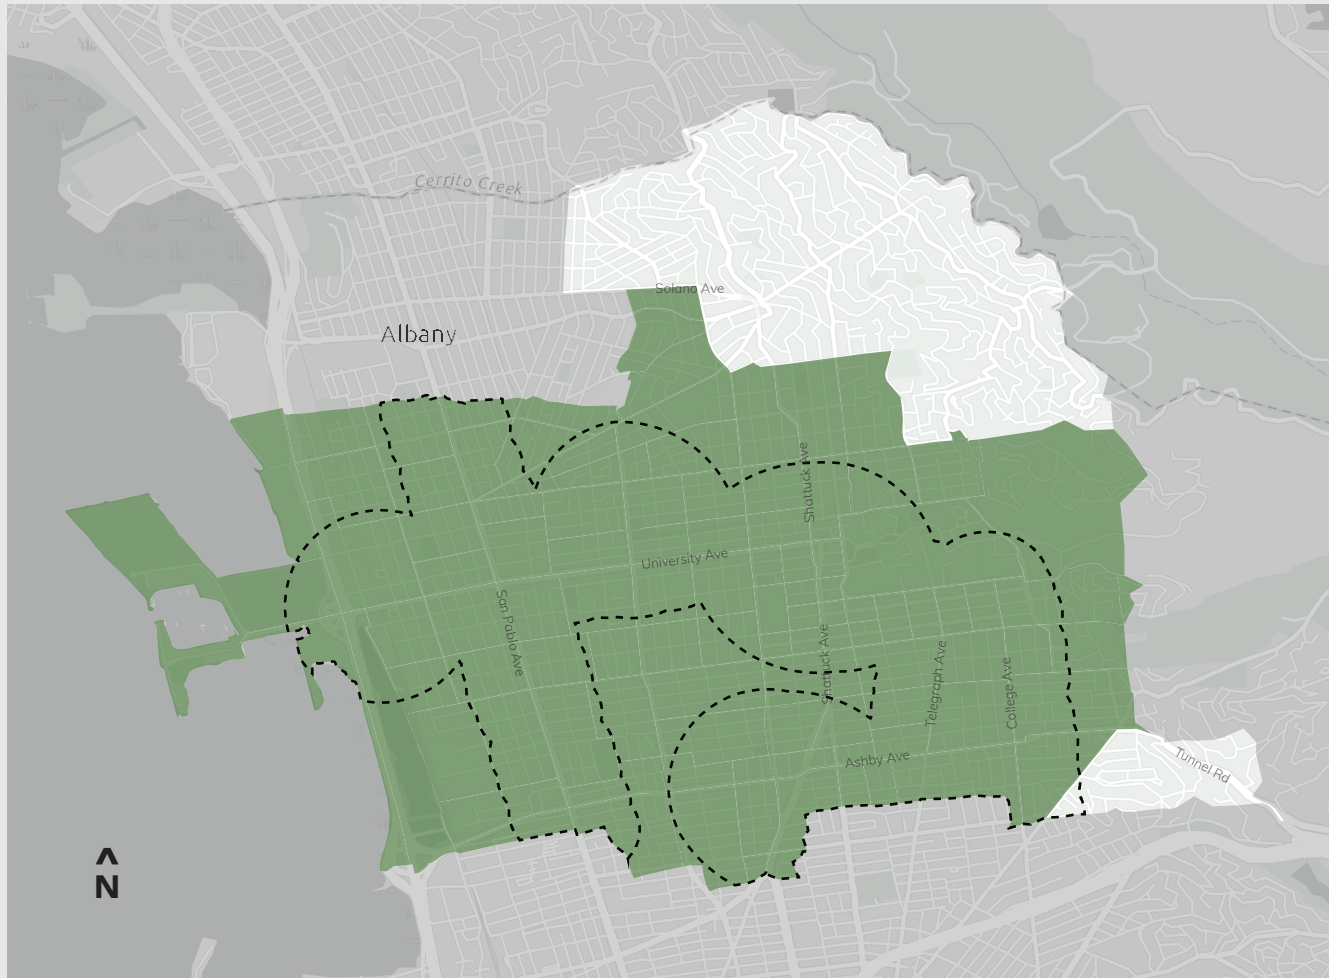 Cerrito Creek
Solano Ave
Albany
Shattuck Ave
University Ave
San Pablo Ave
Shattuck Ave
Telegraph Ave
College Ave
Ashby Ave
Tunnel Rd
N